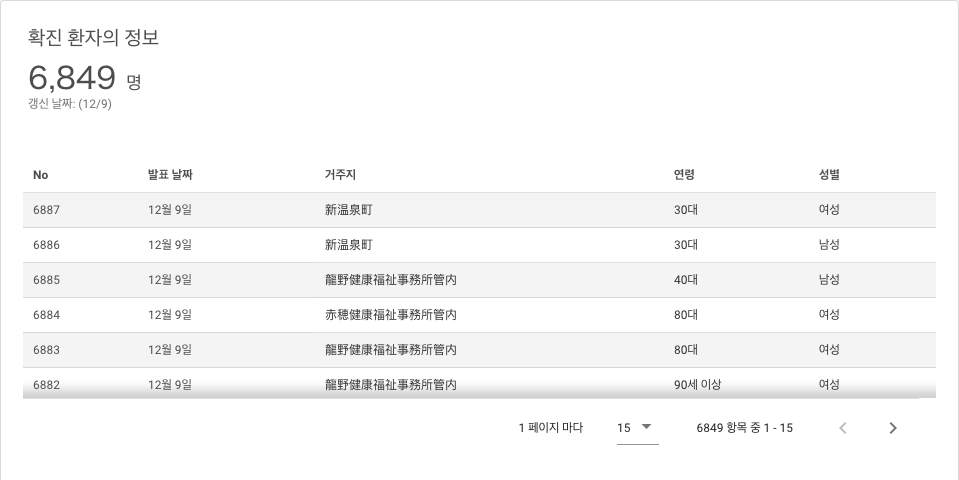 확진 환자의 정보
6,849 명
갱신 날짜: (12/9)
No 발표 날짜 거주지 연령 성별
6887 12월 9일 新温泉町 30대 여성
6886 12월 9일 新温泉町 30대 남성
6885 12월 9일 龍野健康福祉事務所管内 40대 남성
6884 12월 9일 赤穂健康福祉事務所管内 80대 남성
6883 12월 9일 龍野健康福祉事務所管内 80대 여성
6882 12월 9일 龍野健康福祉事務所管内 90세 이상 여성
1 페이지 마다 15 6849 항목 중 1 - 15